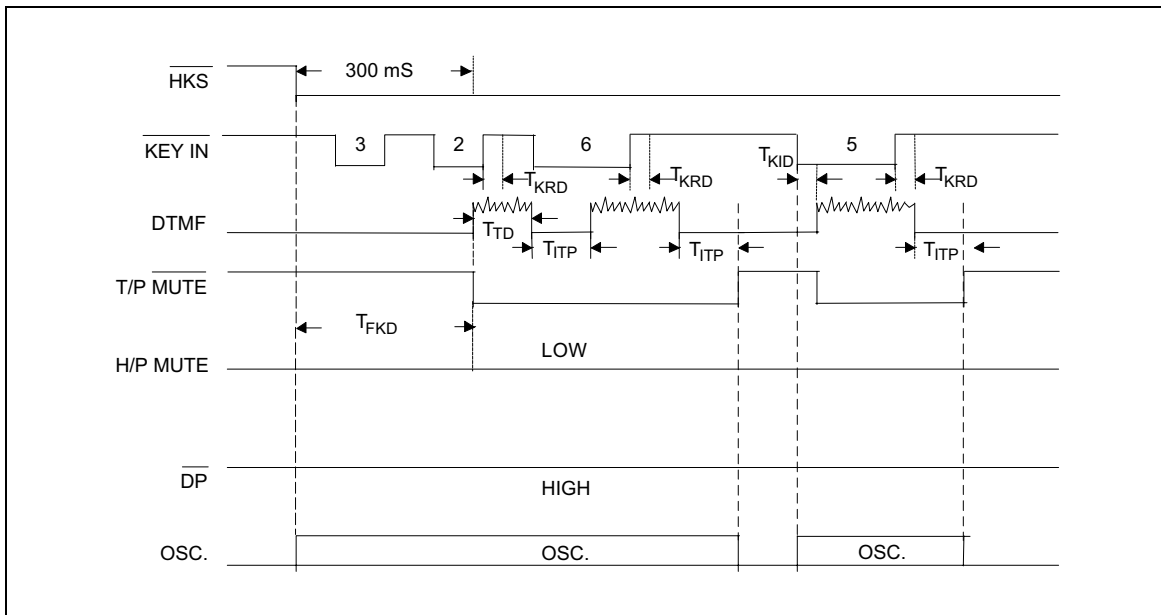 300 mS
HKS
KEY IN
3
2
6
5
TKID
TKRD
TKRD
TKRD
DTMF
TTD
TITP
TITP
TITP
T/P MUTE
TFKD
H/P MUTE
LOW
DP
HIGH
OSC.
OSC.
OSC.